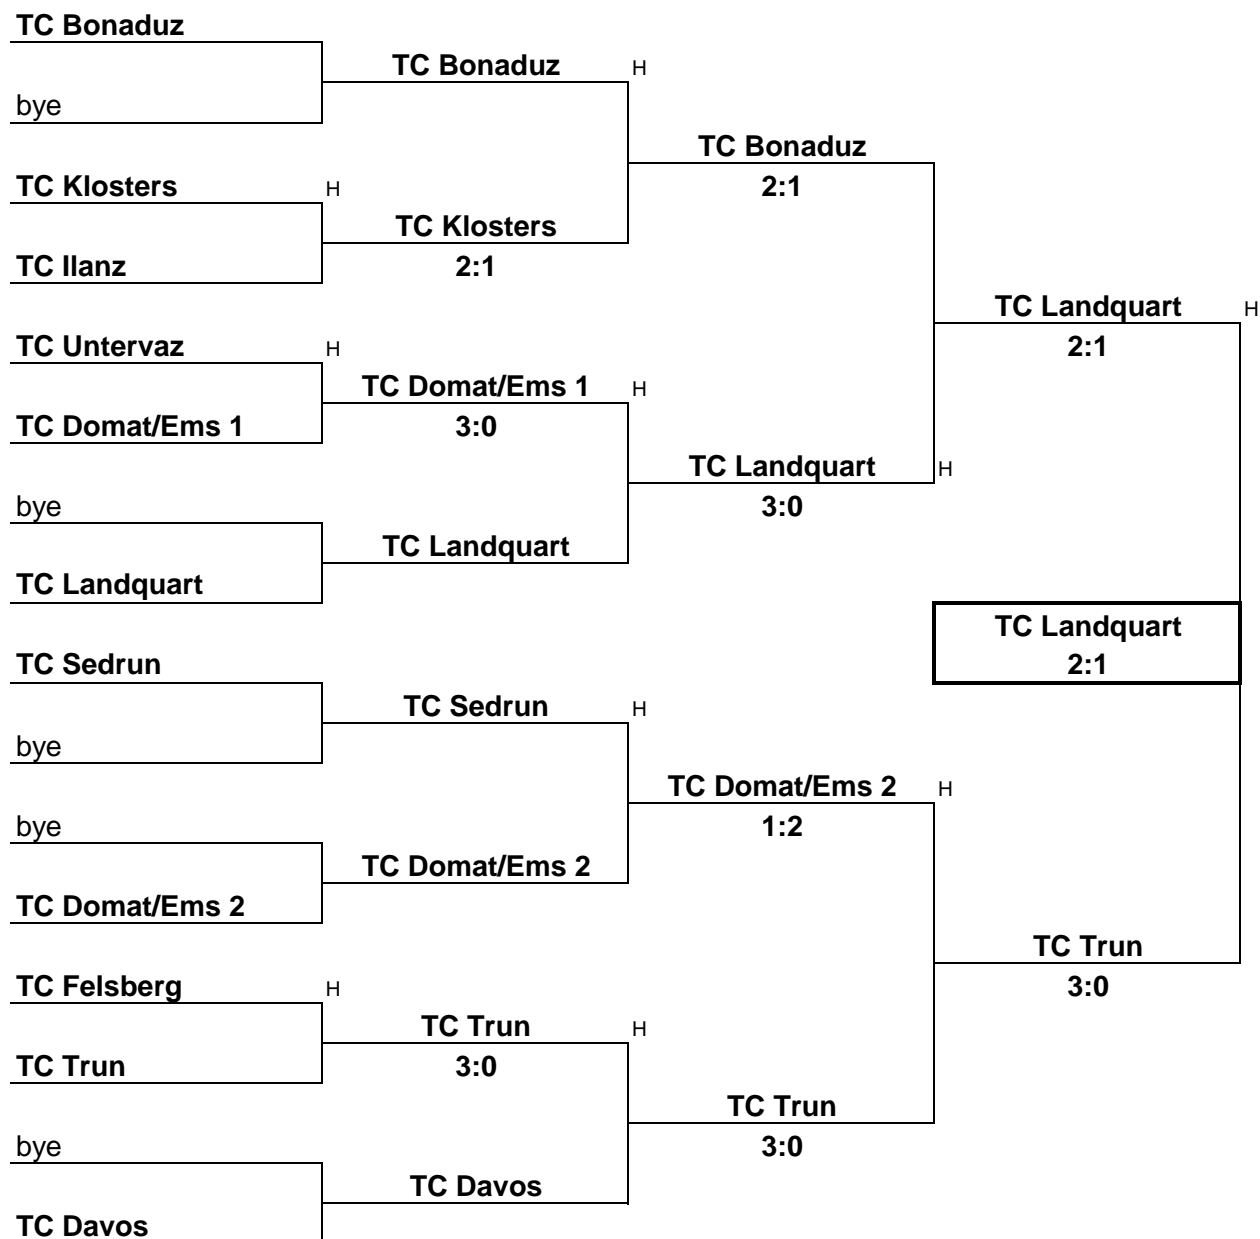 TC Bonaduz
TC Bonaduz H
bye
TC Bonaduz
2:1
TC Klosters H
TC Klosters
2:1
TC Ilanz
TC Landquart H
2:1
TC Untervaz H
TC Domat/Ems 1 H
3:0
TC Domat/Ems 1
TC Landquart H
3:0
bye
TC Landquart
TC Landquart
TC Landquart
2:1
TC Sedrun
TC Sedrun H
bye
TC Domat/Ems 2 H
1:2
bye
TC Domat/Ems 2
TC Domat/Ems 2
TC Trun
3:0
TC Felsberg H
TC Trun H
3:0
TC Trun
TC Trun
3:0
bye
TC Davos
TC Davos